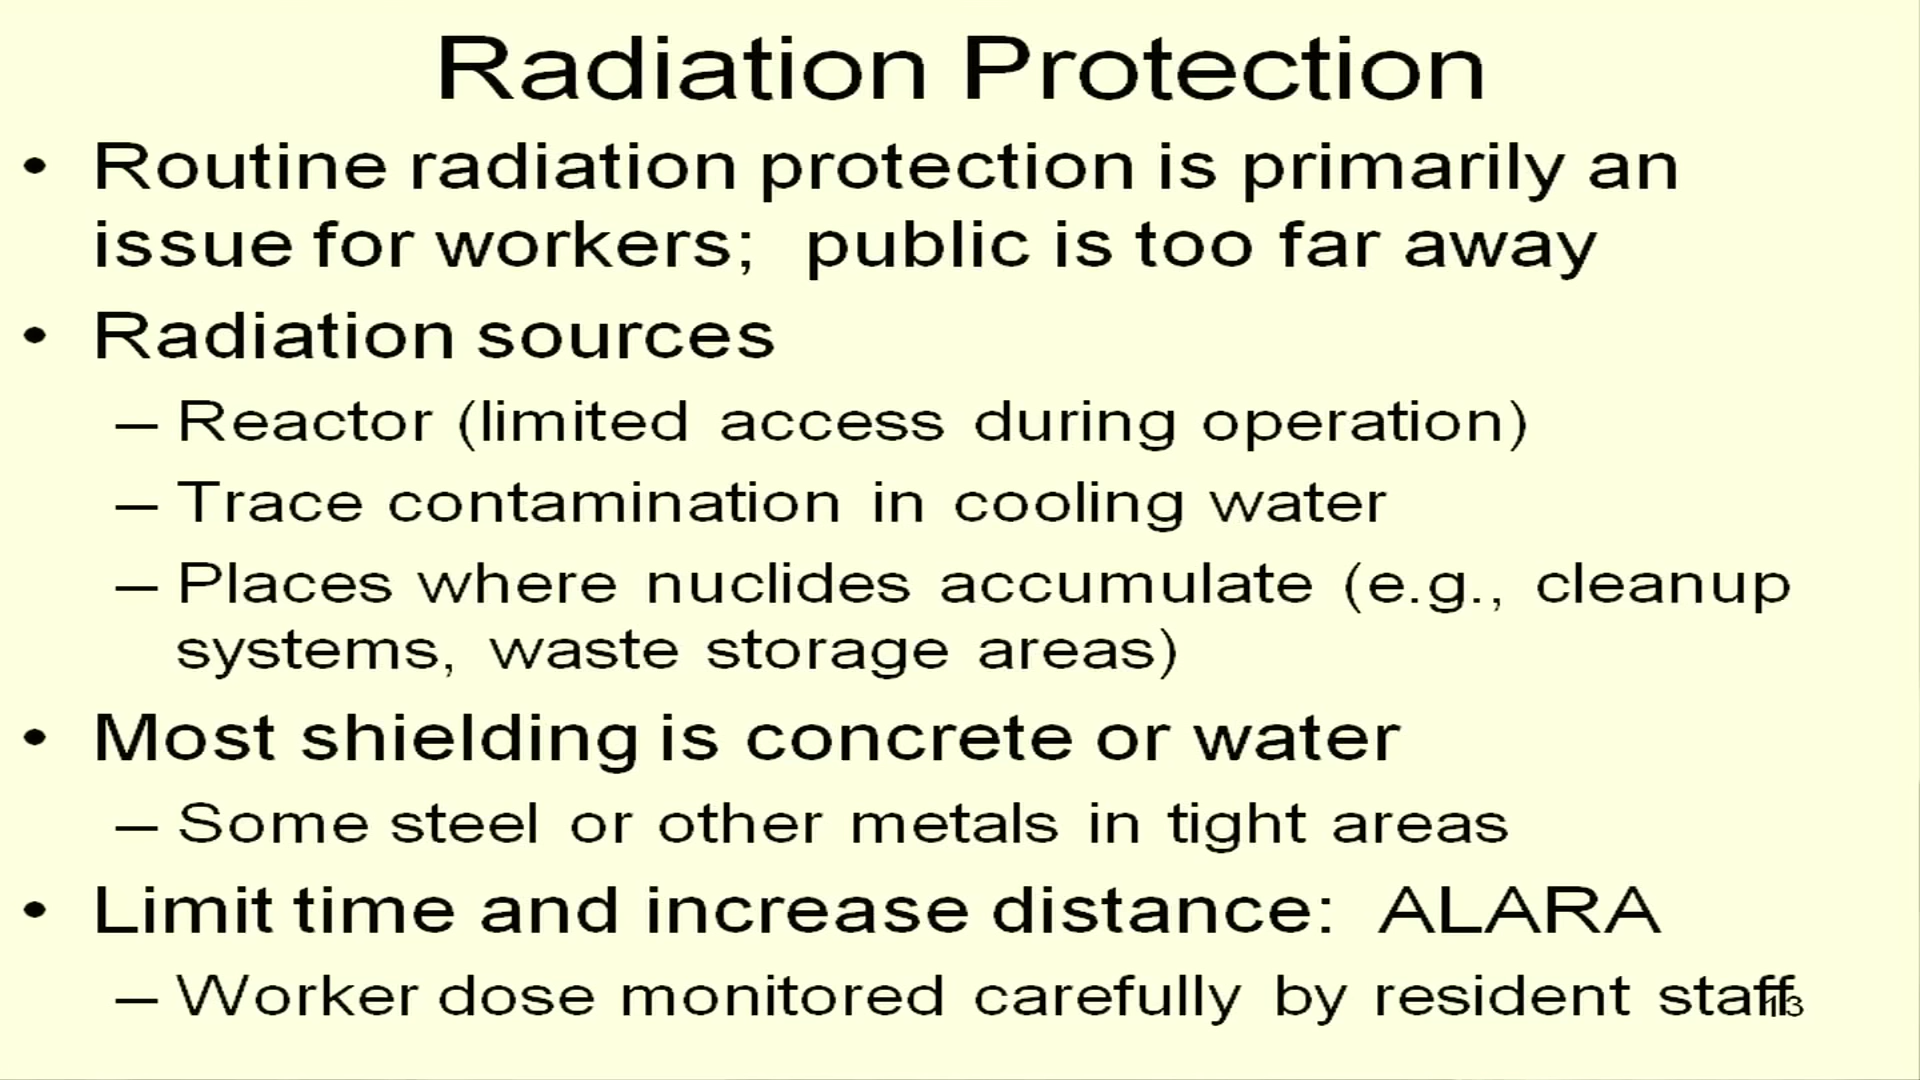 Radiation Protection
• Routine radiation protection is primarily an
issue for workers; public is too far away
• Radiation sources
– Reactor (limited access during operation)
– Trace contamination in cooling water
– Places where nuclides accumulate (e.g., cleanup
systems, waste storage areas)
• Most shielding is concrete or water
– Some steel or other metals in tight areas
• Limit time and increase distance: ALARA
– Worker dose monitored carefully by resident staff
13